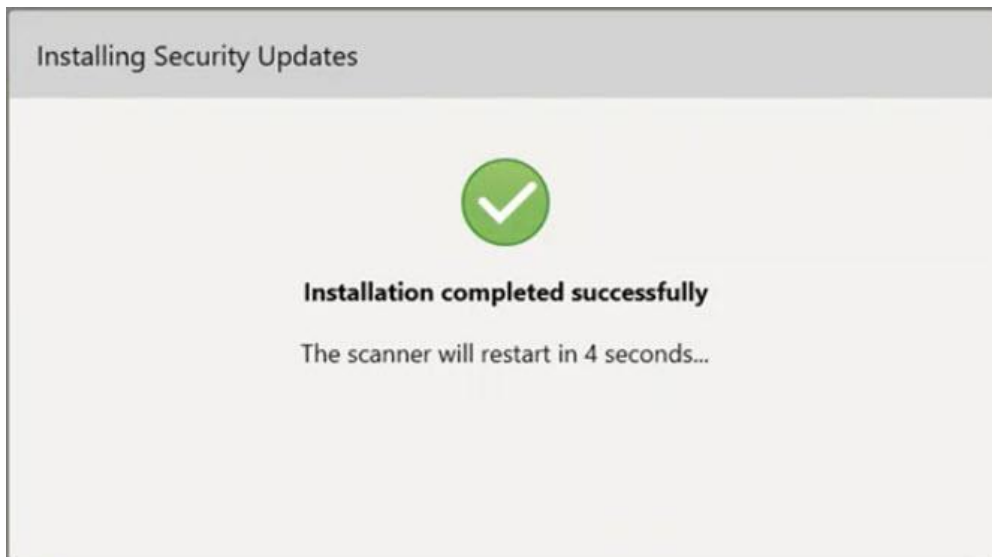 Installing Security Updates
Installation completed successfully
The scanner will restart in 4 seconds...